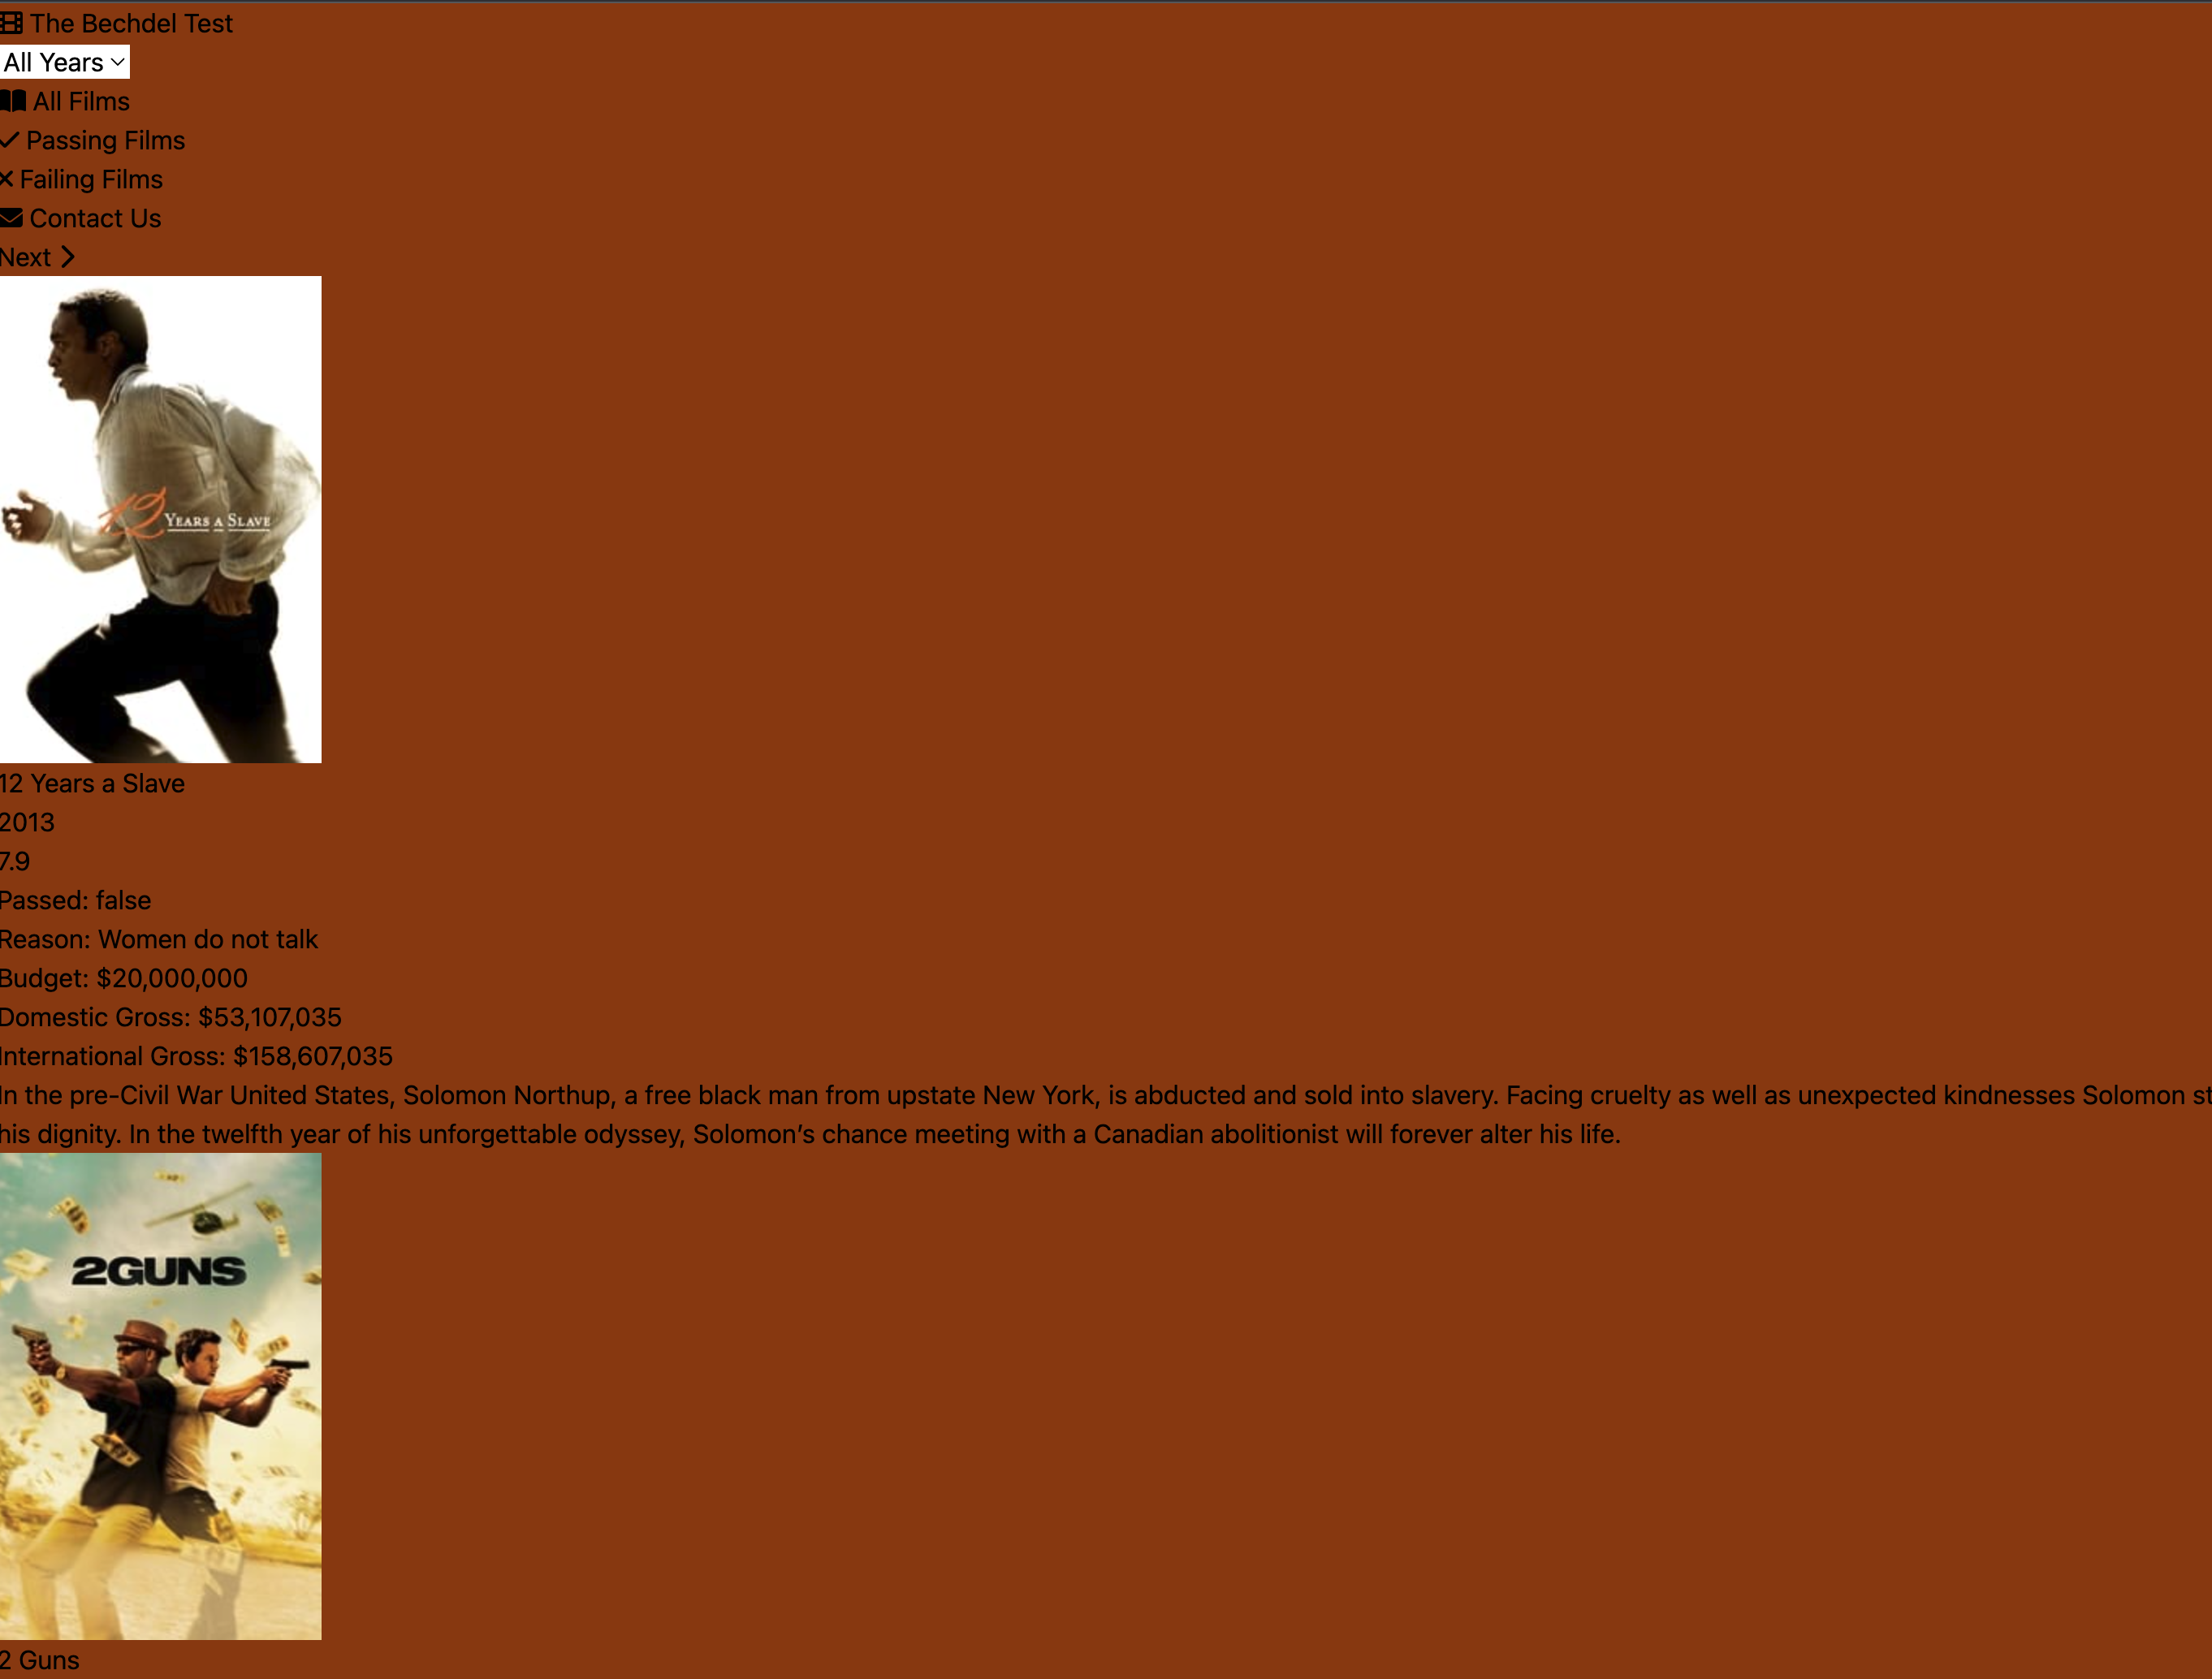 The Bechdel Test
All Years
All Films
Passing Films
Failing Films
Contact Us
Next
12 YEARS A SLAVE
12 Years a Slave
2013
7.9
Passed: false
Reason: Women do not talk
Budget: $20,000,000
Domestic Gross: $53,107,035
International Gross: $158,607,035
In the pre-Civil War United States, Solomon Northup, a free black man from upstate New York, is abducted and sold into slavery. Facing cruelty as well as unexpected kindnesses Solomon st
his dignity. In the twelfth year of his unforgettable odyssey, Solomon’s chance meeting with a Canadian abolitionist will forever alter his life.
2GUNS
2 Guns